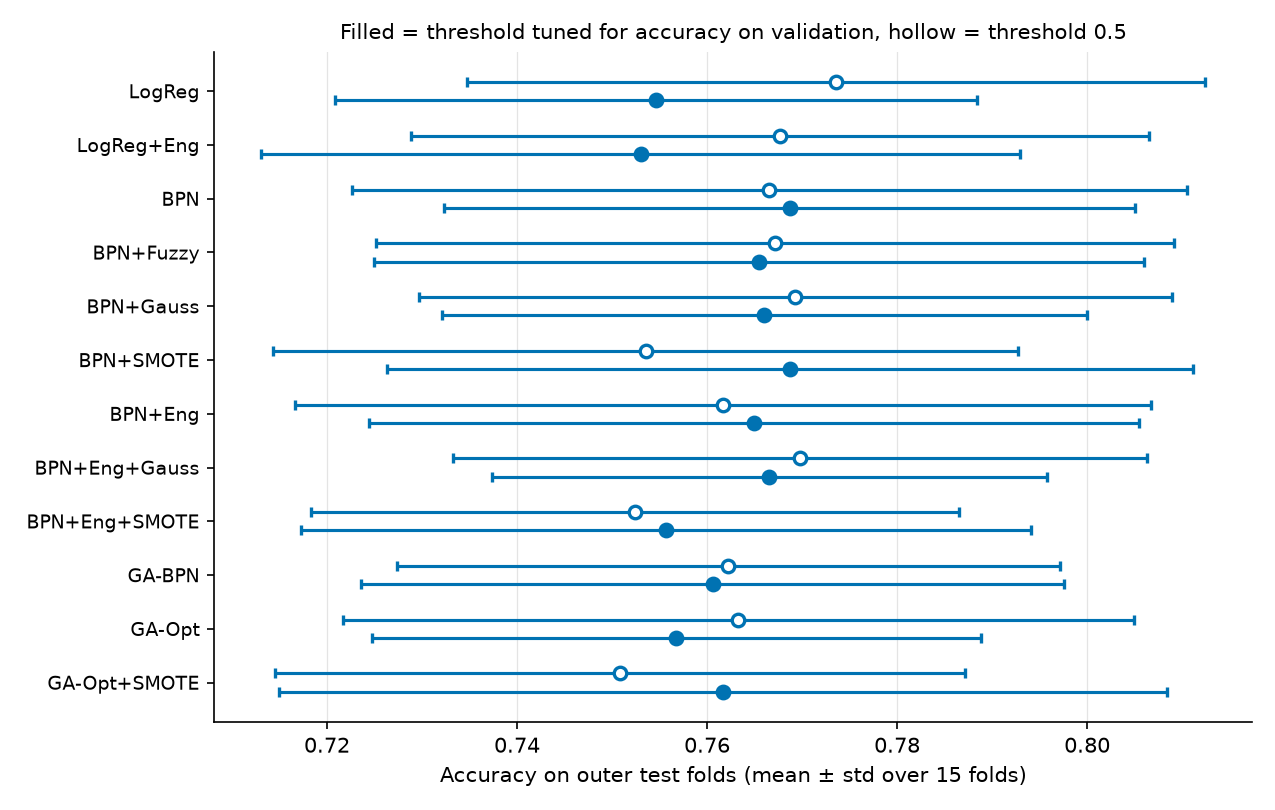 Filled = threshold tuned for accuracy on validation, hollow = threshold 0.5
LogReg
LogReg+Eng
BPN
BPN+Fuzzy
BPN+Gauss
BPN+SMOTE
BPN+Eng
BPN+Eng+Gauss
BPN+Eng+SMOTE
GA-BPN
GA-Opt
GA-Opt+SMOTE
0.72 0.74 0.76 0.78 0.80
Accuracy on outer test folds (mean ± std over 15 folds)